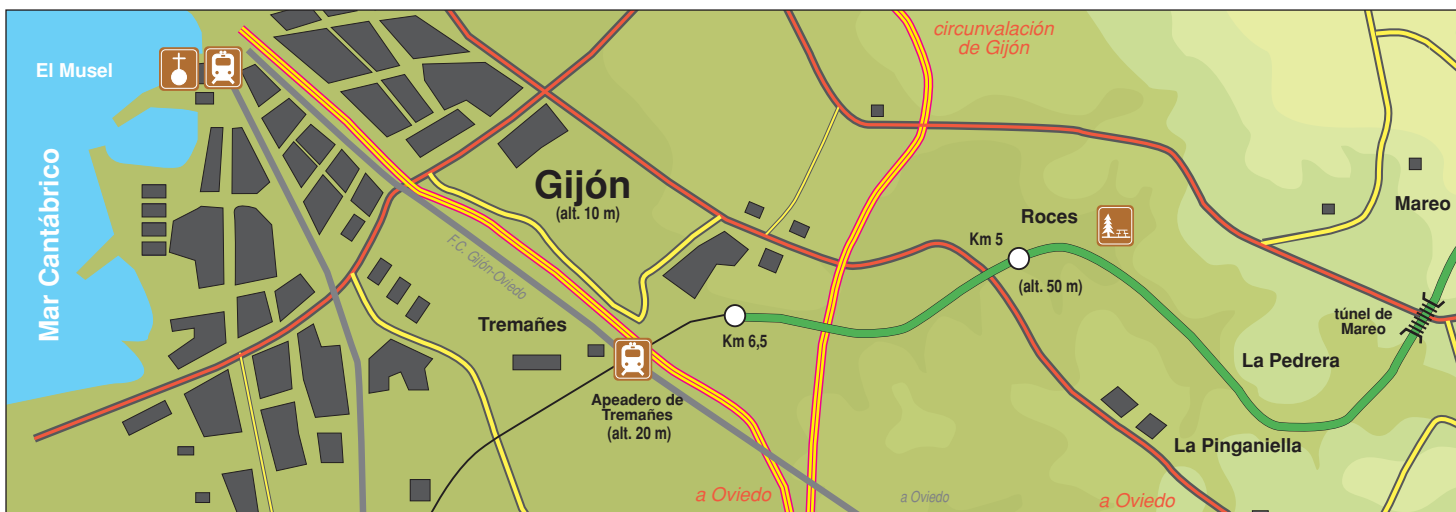 circunvalación
de Gijón
El Musel
Mar Cantábrico
Gijón
(alt. 10 m)
F.C. Gijón-Oviedo
Roces
Km 5
(alt. 50 m)
Mareo
túnel de
Mareo
Tremañes
Km 6,5
La Pedrera
Apeadero de
Tremañes
(alt. 20 m)
La Pinganiella
a Oviedo
a Oviedo
a Oviedo